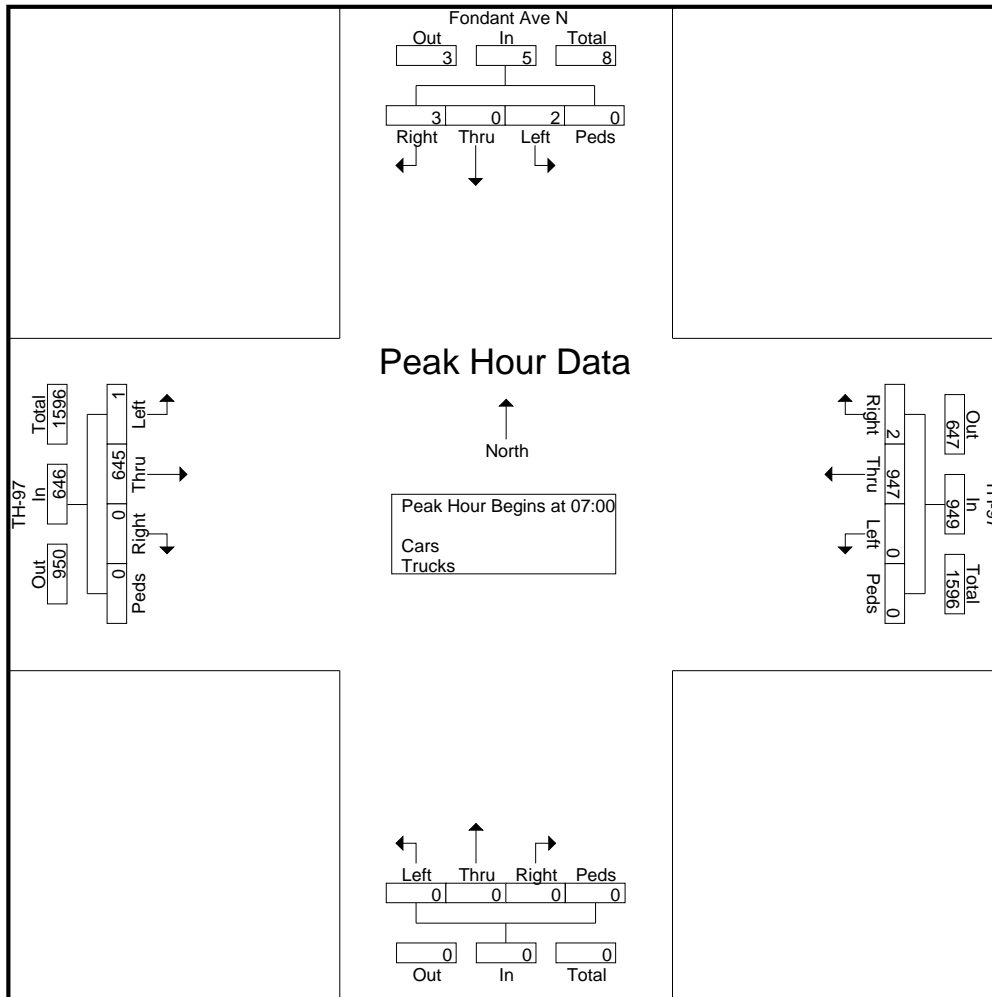 Fondant Ave N
Out In Total
3 5 8
3 0 2 0
Right Thru Left Peds
Peak Hour Data
North
Peak Hour Begins at 07:00
Cars
Trucks
TH-97
Total In Out
1596 646 950
1 645 0 0
Left Thru Right Peds
TH-97
Out In Total
647 949 1596
Right Thru Left Peds
2 947 0 0
Left Thru Right Peds
0 0 0 0
0 0 0
Out In Total